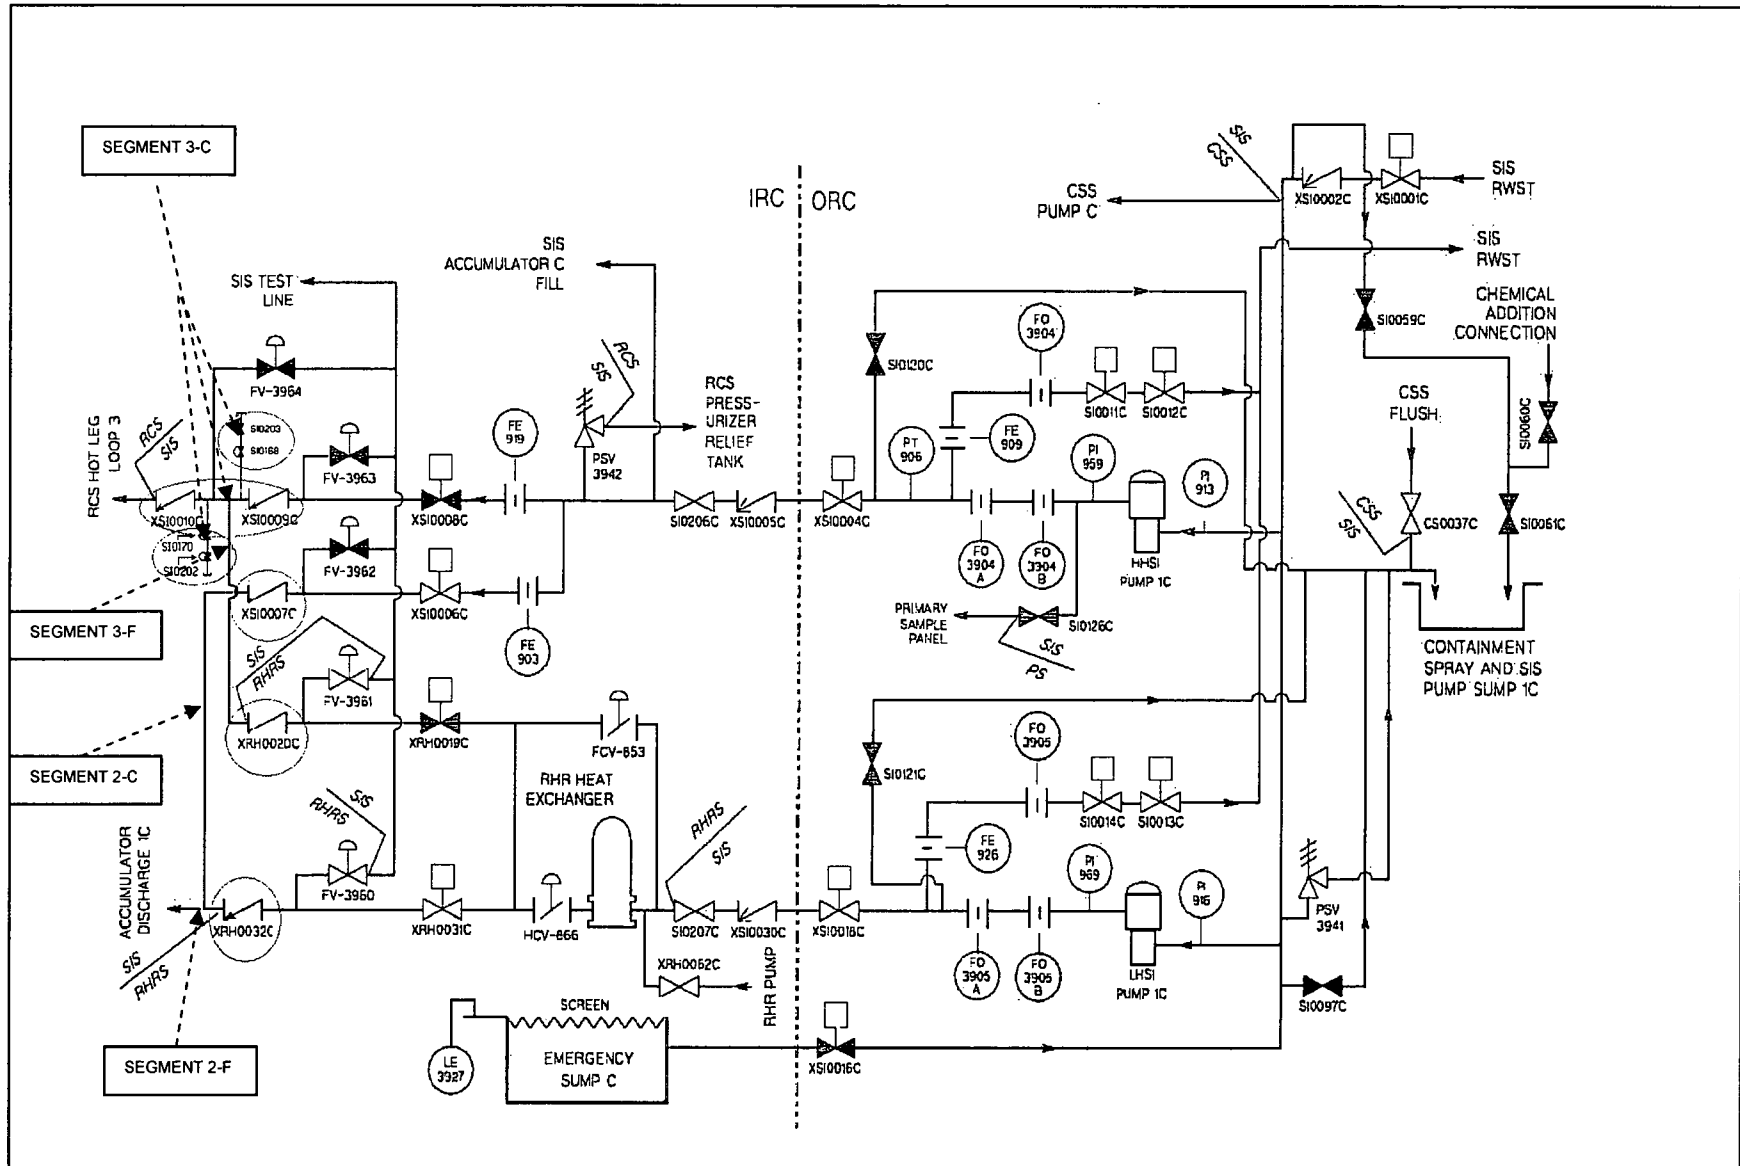 SEGMENT 3-C
IRC
ORC
SIS
CSS
CSS
PUMP C
XSI0002C
XSI0001C
SIS
RWST
SIS
RWST
SIS
ACCUMULATOR C
FILL
SIS TEST
LINE
CHEMICAL
ADDITION
CONNECTION
SI0059C
SI0060C
FO
3904
SI0120C
SI0011C
SI0012C
FV-3964
RCS
SIS
RCS
PRESS-
URIZER
RELIEF
TANK
CSS
FLUSH
RCS HOT LEG
LOOP 3
RCS
SIS
SI0203
SI0168
FV-3963
FE
919
PSV
3942
PT
906
FE
909
PI
959
PI
913
XSI0010C
XSI0009C
XSI0008C
SI0206C
XSI0005C
XSI0004C
CS0037C
SI0061C
CSS
SIS
SI0170
SI0202
FV-3962
FO
3904
A
FO
3904
B
HHSI
PUMP 1C
SEGMENT 3-F
XSI0007C
XSI0006C
FE
903
PRIMARY
SAMPLE
PANEL
SI0126C
SIS
PS
CONTAINMENT
SPRAY AND SIS
PUMP SUMP 1C
SIS
RHRS
FV-3961
XRH0020C
XRH0019C
FCV-853
FO
3905
SI0121C
SEGMENT 2-C
RHR HEAT
EXCHANGER
SI0014C
SI0013C
SIS
RHRS
RHRS
SIS
FE
926
PI
969
PI
916
ACCUMULATOR
DISCHARGE 1C
FV-3960
PSV
3941
XRH0032C
XRH0031C
HCV-866
SI0207C
XSI0030C
XSI0018C
SIS
RHRS
XRH0062C
RHR PUMP
FO
3905
A
FO
3905
B
LHSI
PUMP 1C
SI0097C
SCREEN
SEGMENT 2-F
LE
3927
EMERGENCY
SUMP C
XSI0016C